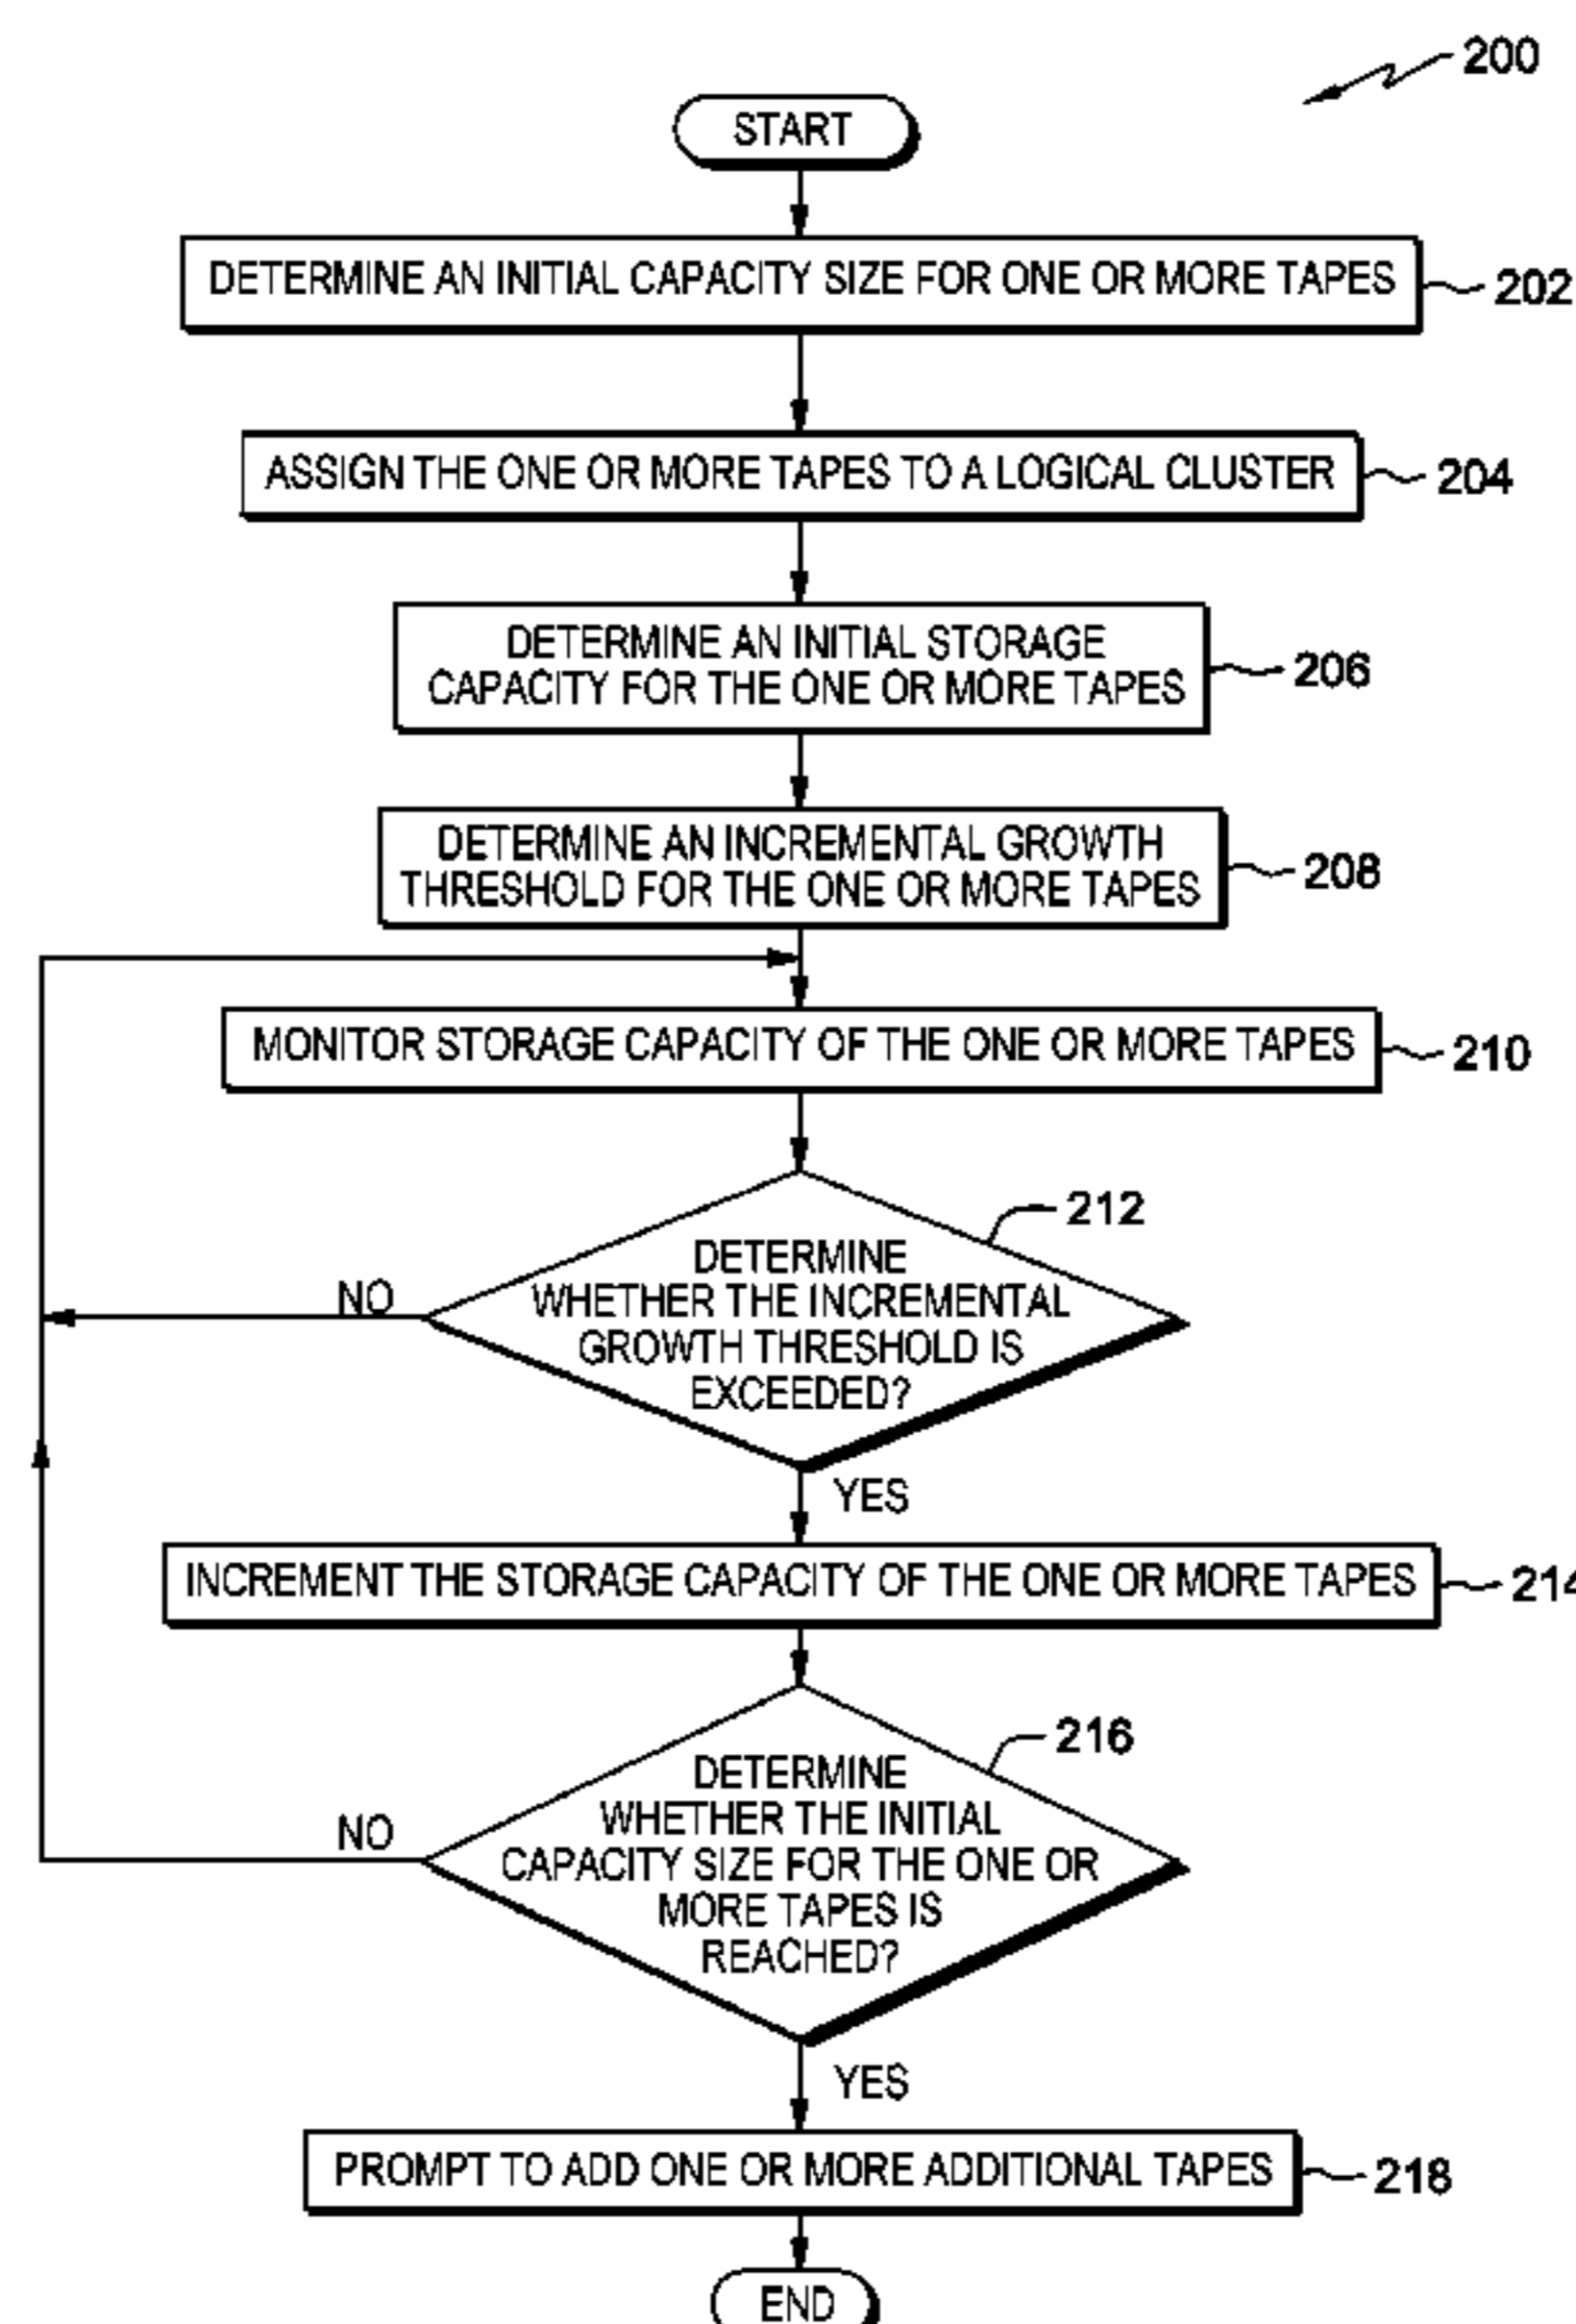 200
START
DETERMINE AN INITIAL CAPACITY SIZE FOR ONE OR MORE TAPES
202
ASSIGN THE ONE OR MORE TAPES TO A LOGICAL CLUSTER
204
DETERMINE AN INITIAL STORAGE
CAPACITY FOR THE ONE OR MORE TAPES
206
DETERMINE AN INCREMENTAL GROWTH
THRESHOLD FOR THE ONE OR MORE TAPES
208
MONITOR STORAGE CAPACITY OF THE ONE OR MORE TAPES
210
212
DETERMINE
WHETHER THE INCREMENTAL
GROWTH THRESHOLD IS
EXCEEDED?
NO
YES
INCREMENT THE STORAGE CAPACITY OF THE ONE OR MORE TAPES
214
216
DETERMINE
WHETHER THE INITIAL
CAPACITY SIZE FOR THE ONE OR
MORE TAPES IS
REACHED?
NO
YES
PROMPT TO ADD ONE OR MORE ADDITIONAL TAPES
218
END